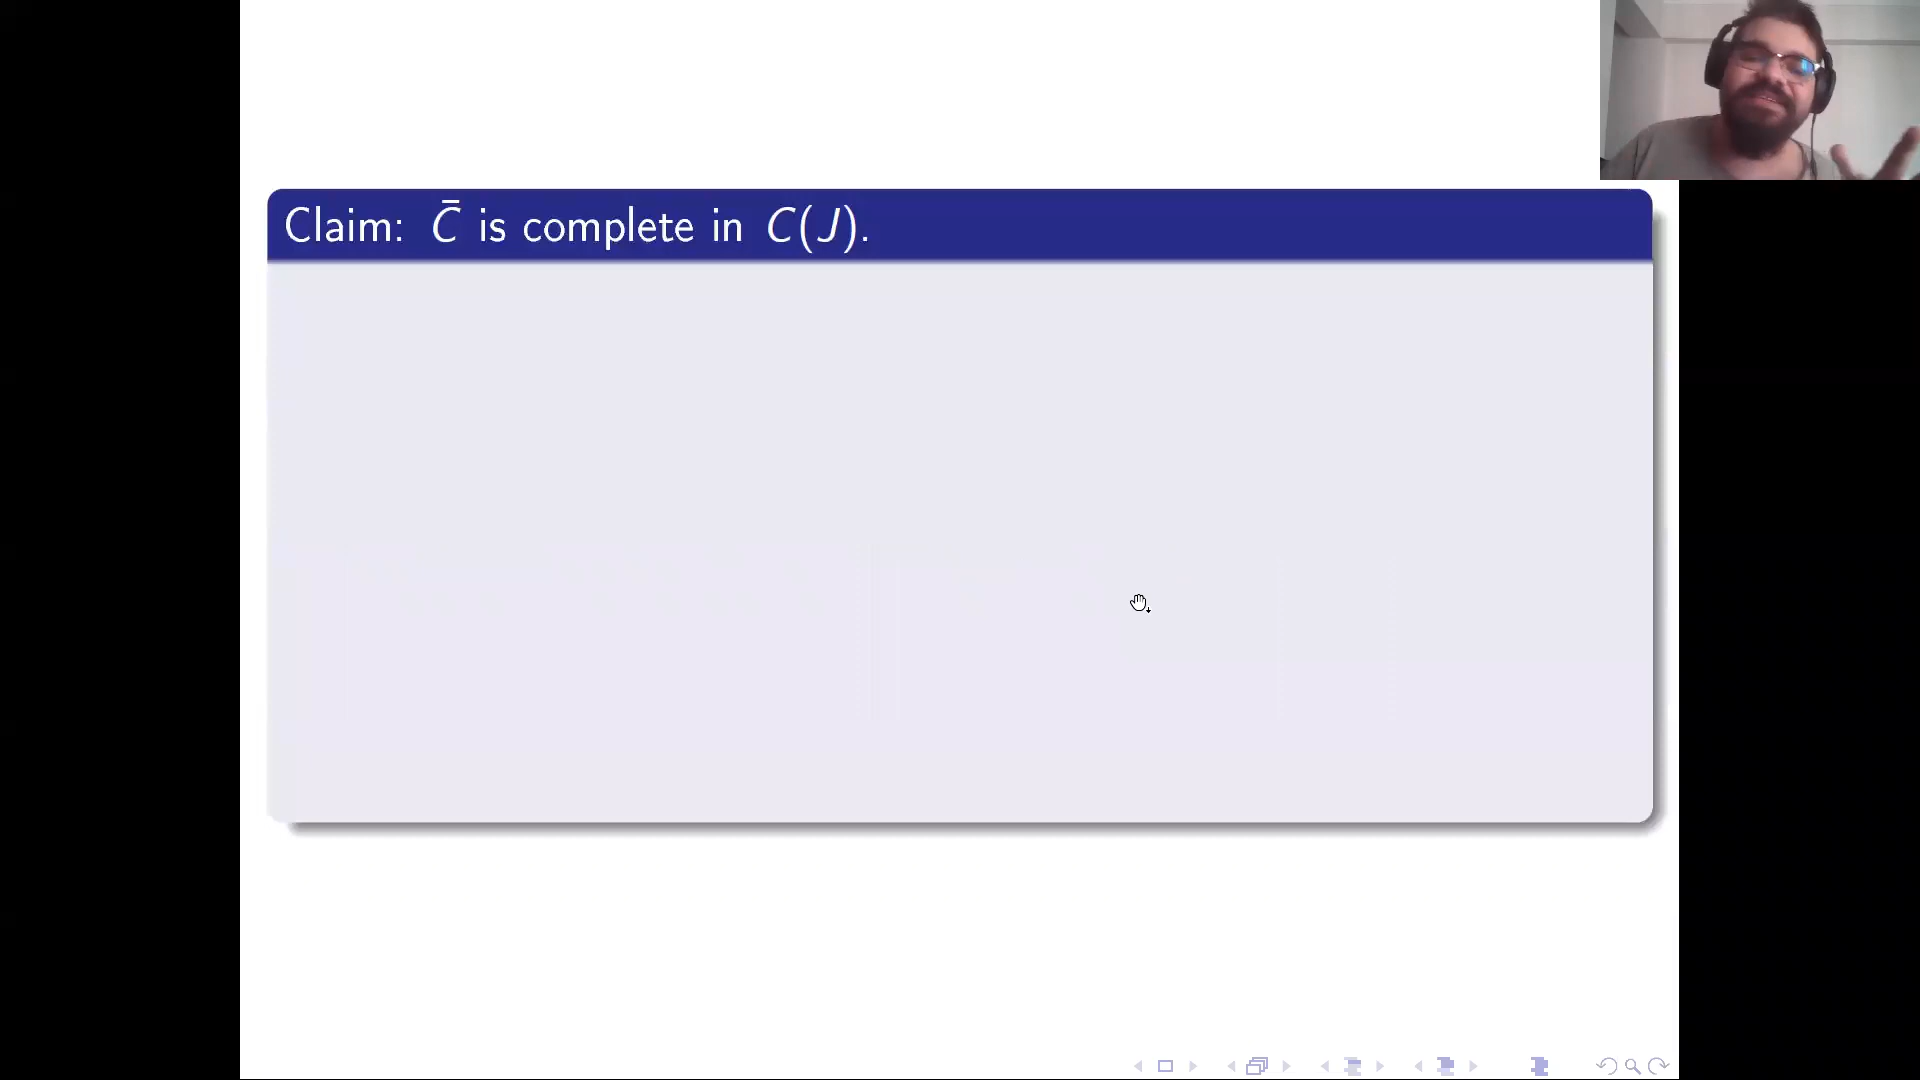 Claim: C̄ is complete in C(J).